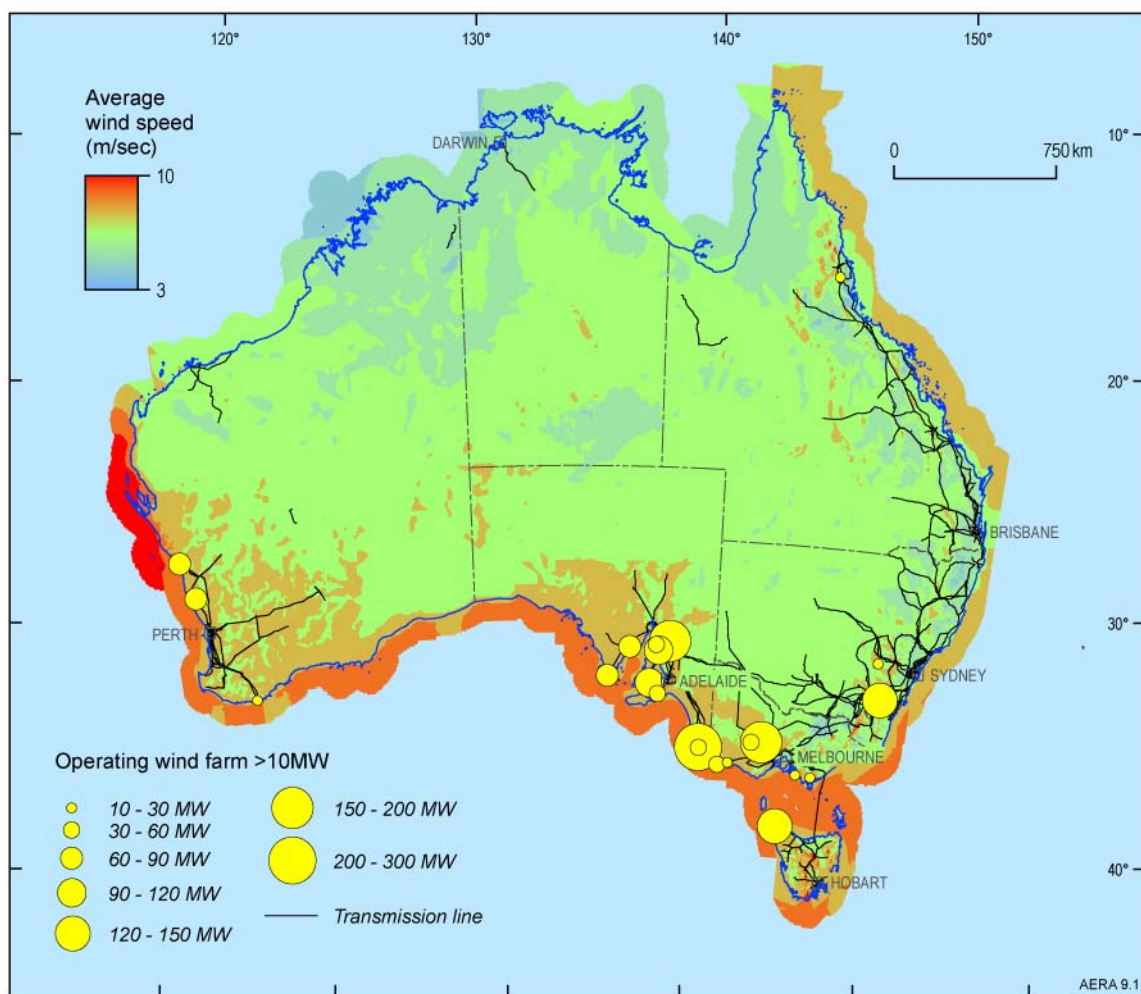 120°
130°
140°
150°
Average
wind speed
(m/sec)
10
3
DARWIN
0
750 km
10°
20°
BRISBANE
30°
PERTH
ADELAIDE
SYDNEY
MELBOURNE
Operating wind farm >10MW
10 - 30 MW
30 - 60 MW
60 - 90 MW
90 - 120 MW
120 - 150 MW
150 - 200 MW
200 - 300 MW
Transmission line
40°
HOBART
AERA 9.1